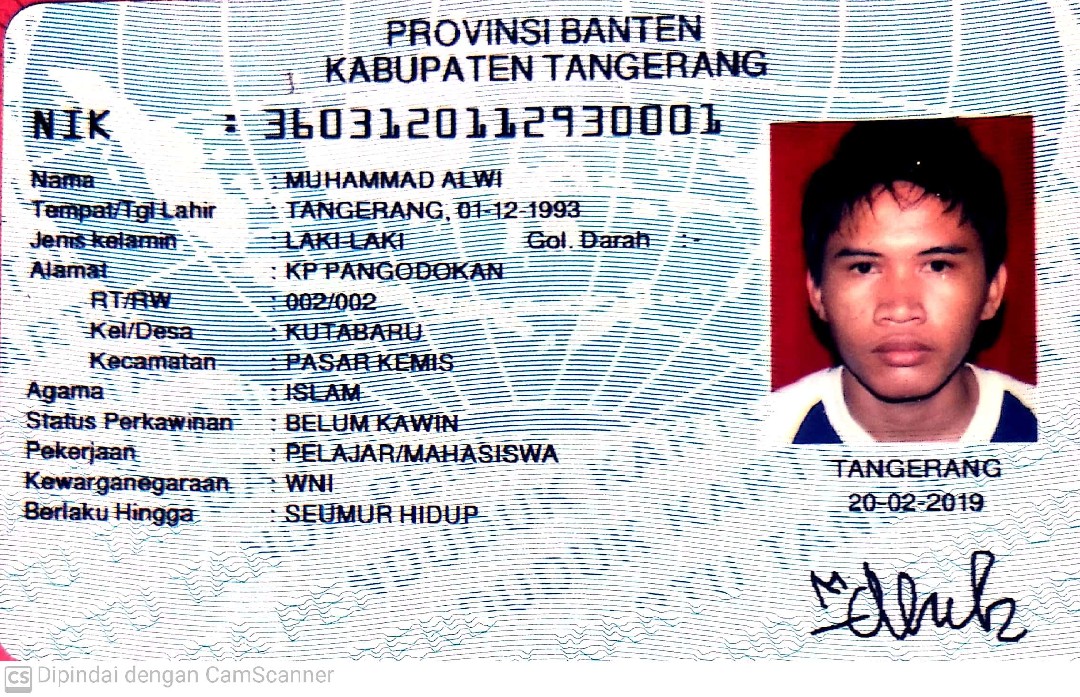 PROVINSI BANTEN
KABUPATEN TANGERANG
NIK : 3603120112930001
Nama : MUHAMMAD ALWI
Tempat/Tgl Lahir : TANGERANG, 01-12-1993
Jenis kelamin : LAKI-LAKI Gol. Darah : -
Alamat : KP PANGODOKAN
RT/RW : 002/002
Kel/Desa : KUTABARU
Kecamatan : PASAR KEMIS
Agama : ISLAM
Status Perkawinan : BELUM KAWIN
Pekerjaan : PELAJAR/MAHASISWA
Kewarganegaraan : WNI
Berlaku Hingga : SEUMUR HIDUP
TANGERANG
20-02-2019
CS Dipindai dengan CamScanner